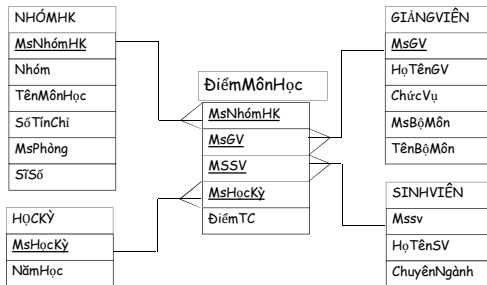 NHÓMHK
MsNhómHK
Nhóm
TênMônHọc
SốTínChỉ
MsPhòng
SĩSố
HỌCKỲ
MsHọcKỳ
NămHọc
ĐiểmMônHọc
MsNhómHK
MsGV
MSSV
MsHọcKỳ
ĐiểmTC
GIẢNGVIÊN
MsGV
HọTênGV
ChứcVụ
MsBộMôn
TênBộMôn
SINHVIÊN
Mssv
HọTênSV
ChuyênNgành